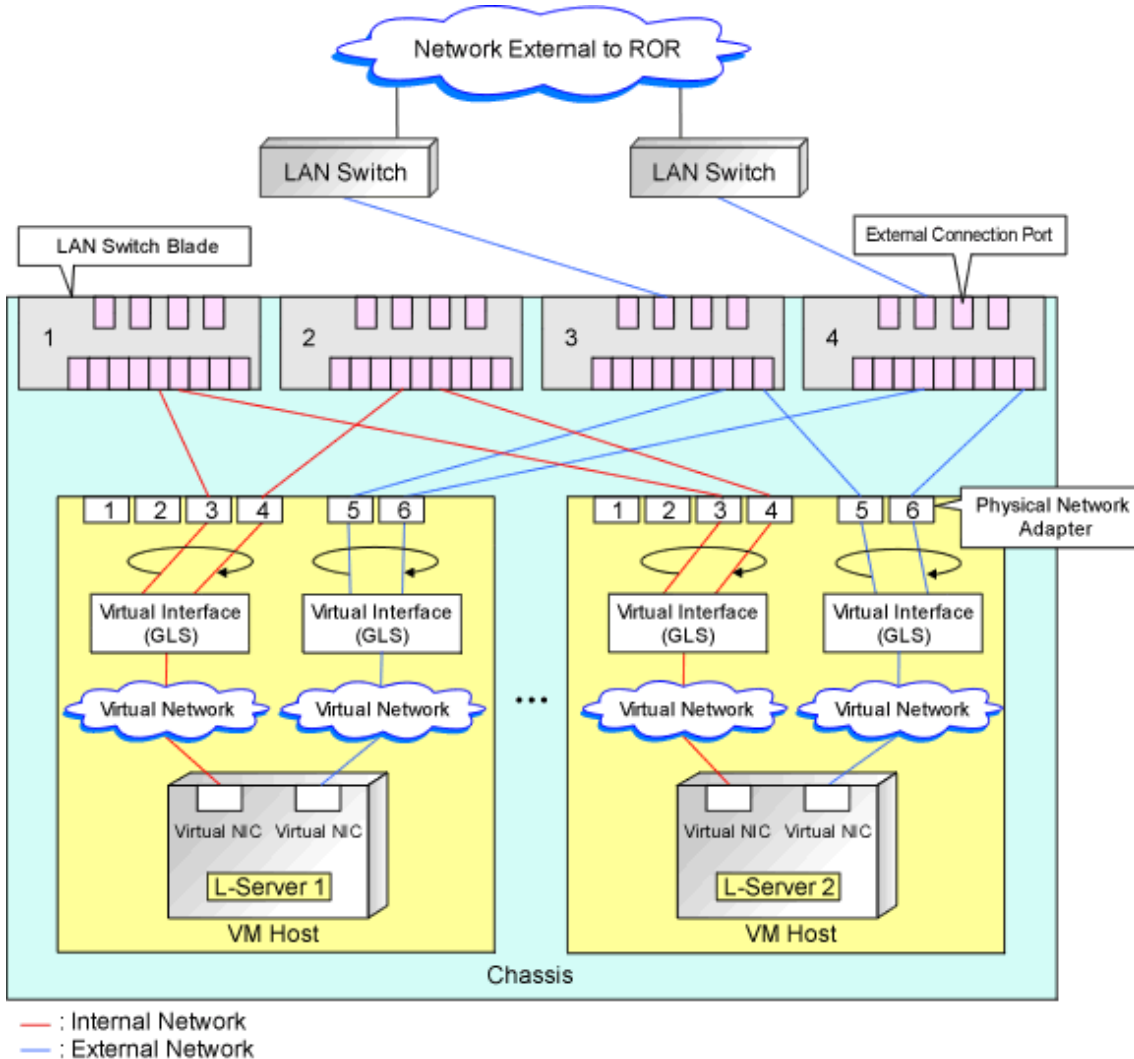 Network External to ROR
LAN Switch
LAN Switch
LAN Switch Blade
External Connection Port
1
2
3
4
1 2 3 4 5 6
1 2 3 4 5 6
Physical Network
Adapter
Virtual Interface
(GLS)
Virtual Interface
(GLS)
Virtual Interface
(GLS)
Virtual Interface
(GLS)
Virtual Network
Virtual Network
...
Virtual Network
Virtual Network
Virtual NIC
Virtual NIC
Virtual NIC
Virtual NIC
L-Server 1
L-Server 2
VM Host
VM Host
Chassis
: Internal Network
: External Network